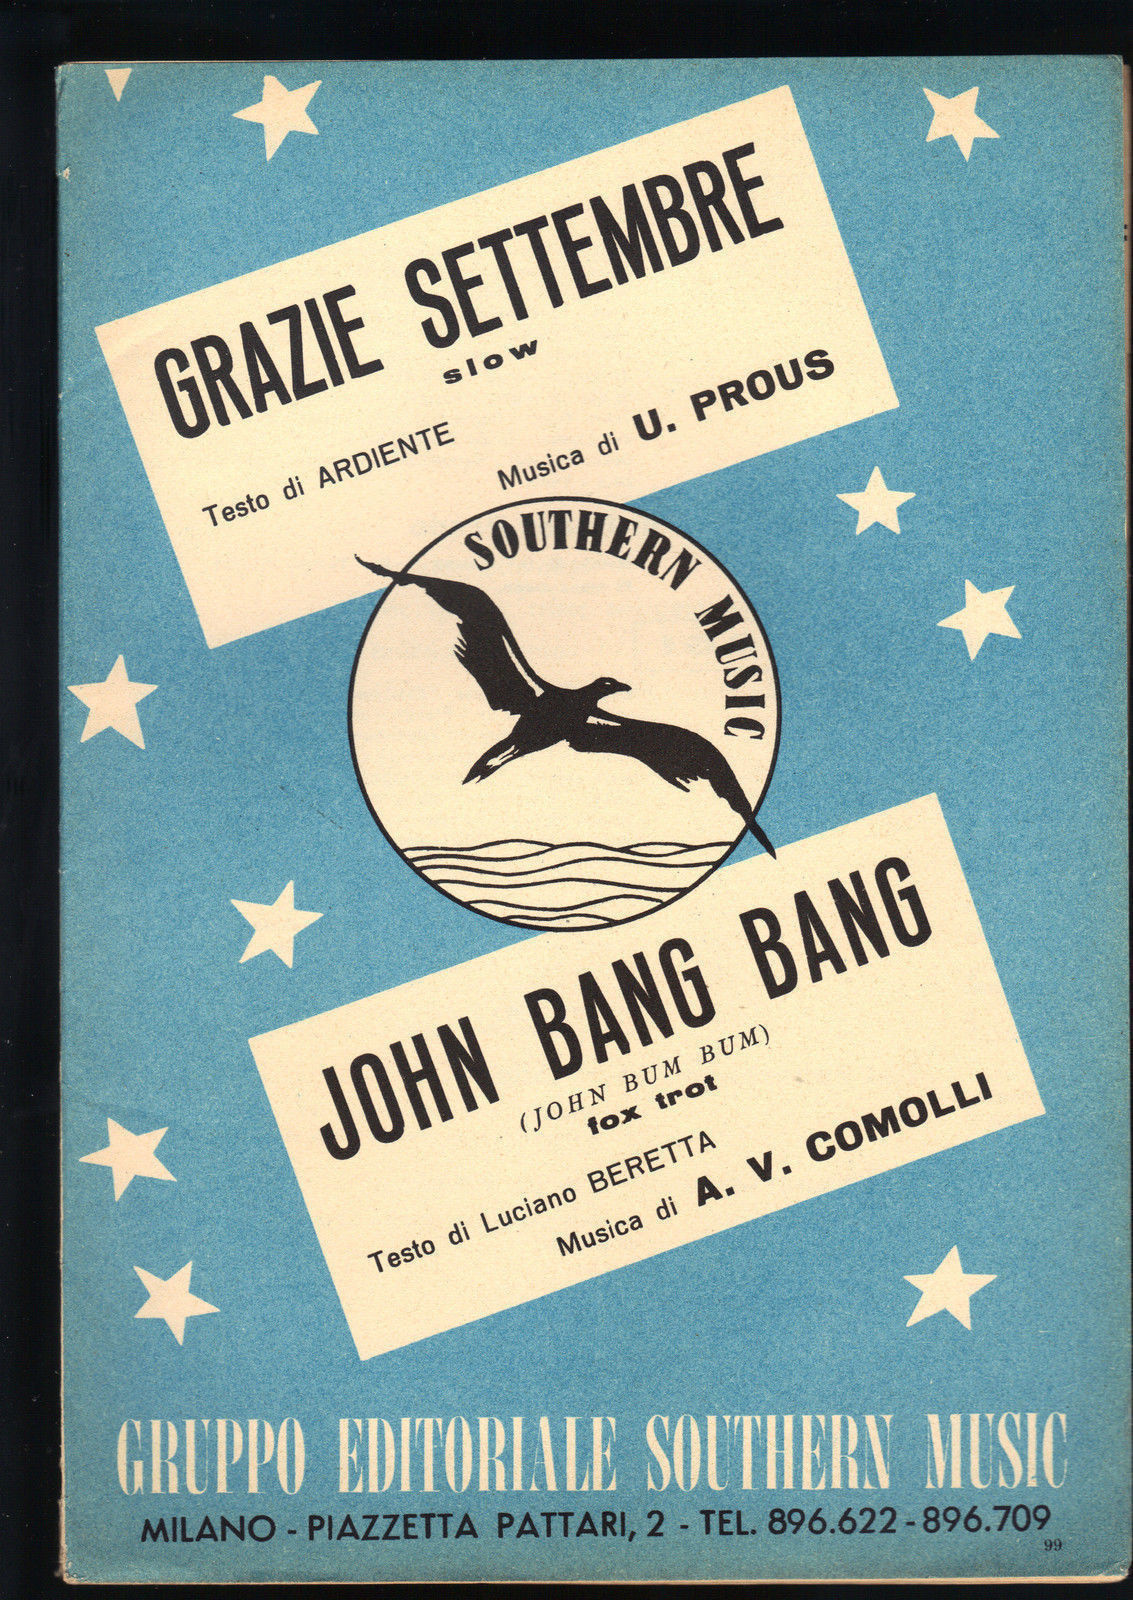 GRAZIE SETTEMBRE
slow
Testo di ARDIENTE
Musica di U. PROUS
SOUTHERN MUSIC
JOHN BANG BANG
(JOHN BUM BUM)
fox trot
Testo di Luciano BERETTA
Musica di A. V. COMOLLI
GRUPPO EDITORIALE SOUTHERN MUSIC
MILANO - PIAZZETTA PATTARI, 2 - TEL. 896.622 - 896.709
99